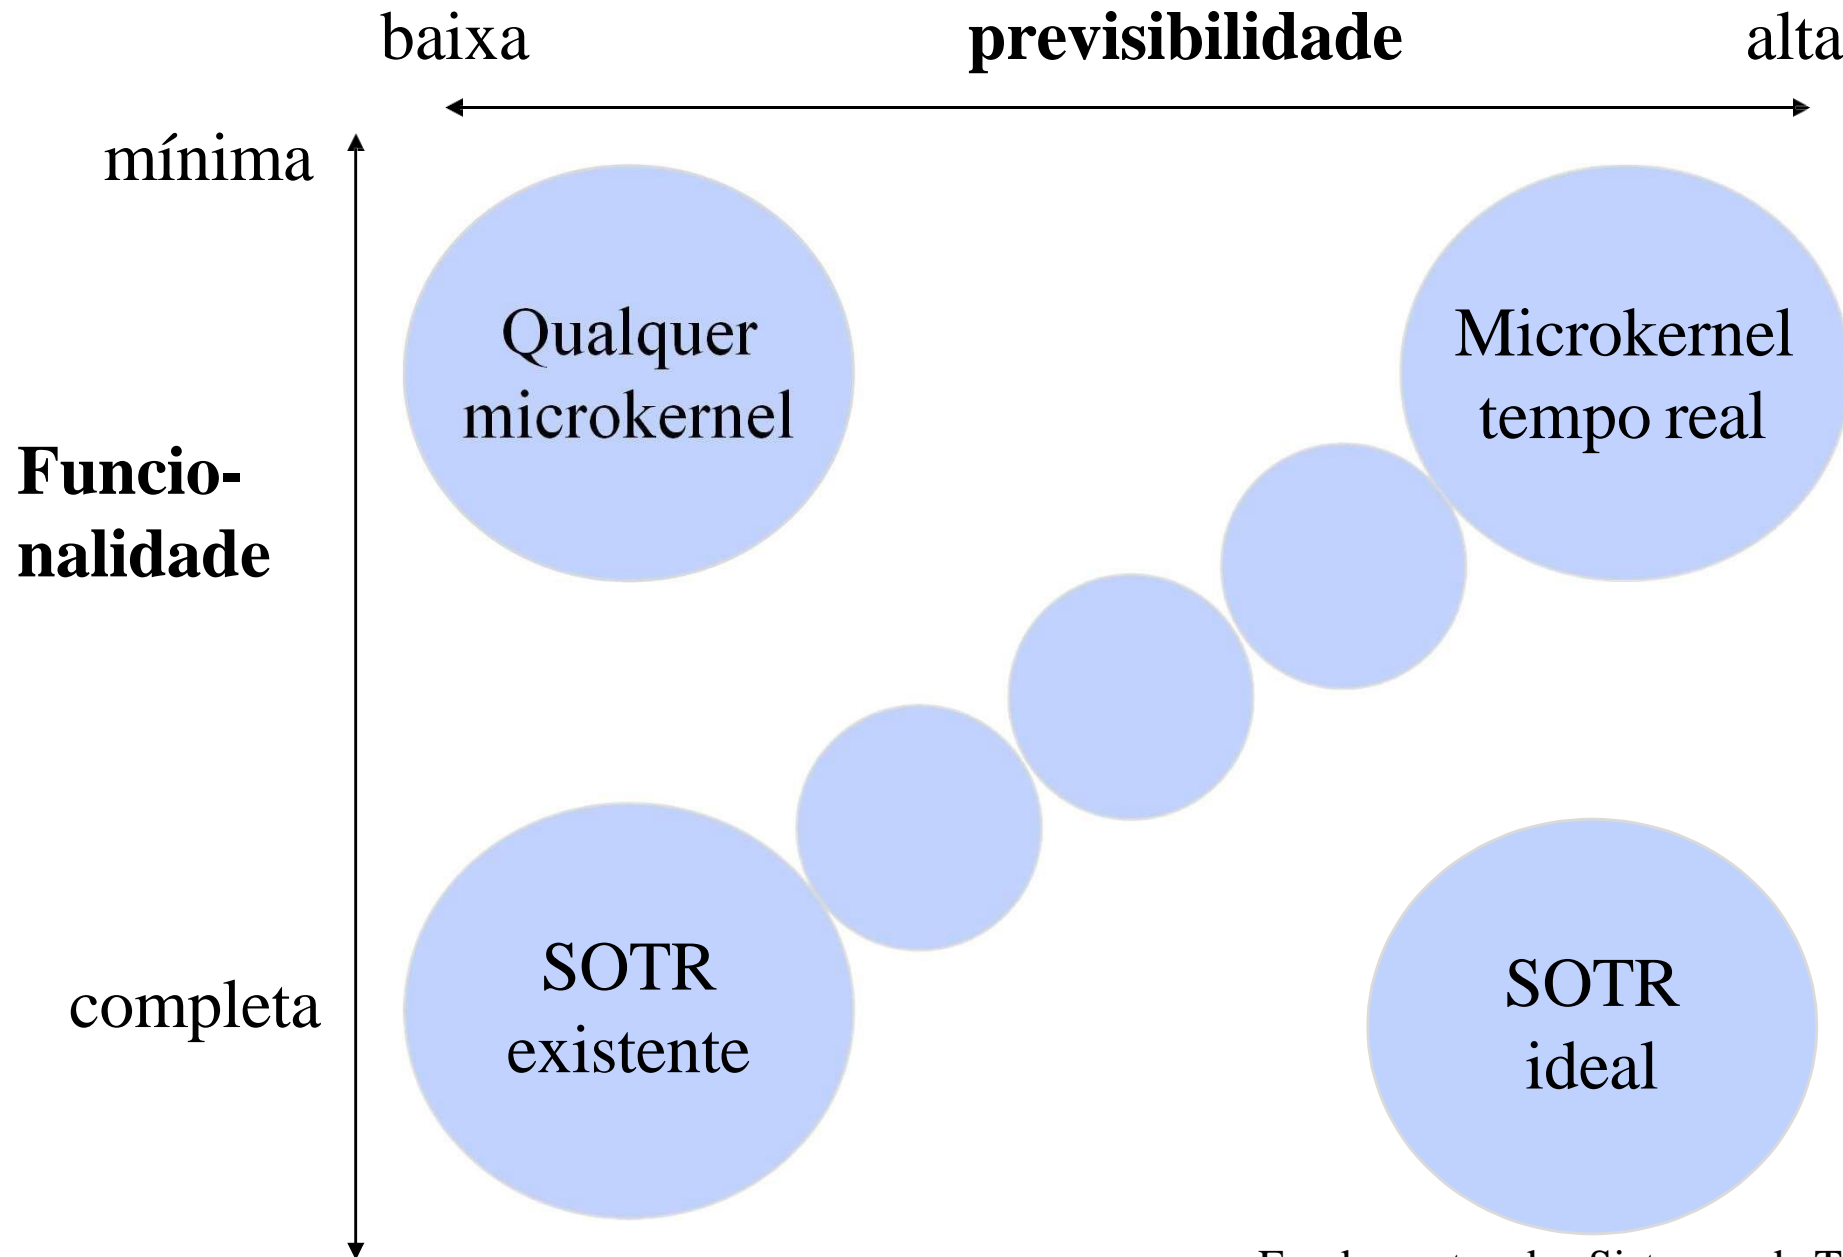 baixa previsibilidade alta
mínima
Qualquer
microkernel
Microkernel
tempo real
Funcio-
nalidade
completa
SOTR
existente
SOTR
ideal